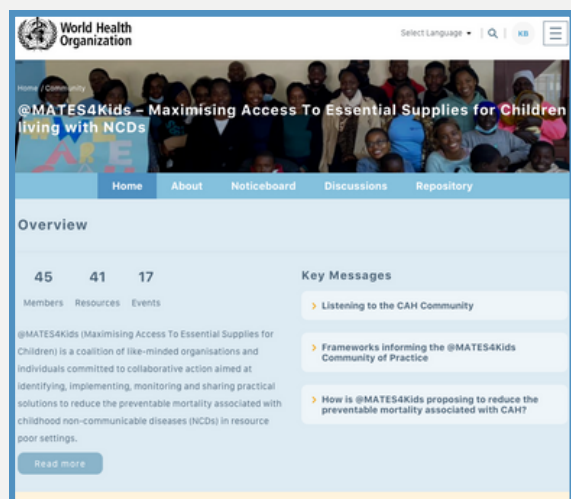 World Health
Organization
Select Language
KB
Home / Community
@MATES4Kids – Maximising Access To Essential Supplies for Children
living with NCDs
Home About Noticeboard Discussions Repository
Overview
45 41 17
Members Resources Events
@MATES4Kids (Maximising Access To Essential Supplies for
Children) is a coalition of like-minded organisations and
individuals committed to collaborative action aimed at
identifying, implementing, monitoring and sharing practical
solutions to reduce the preventable mortality associated with
childhood non-communicable diseases (NCDs) in resource
poor settings.
Read more
Key Messages
Listening to the CAH Community
Frameworks informing the @MATES4Kids
Community of Practice
How is @MATES4Kids proposing to reduce the
preventable mortality associated with CAH?